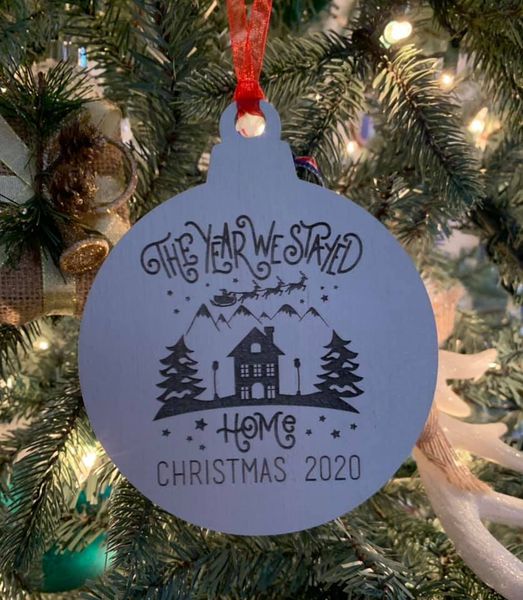 THE YEAR WE STAYED
HOME
CHRISTMAS 2020